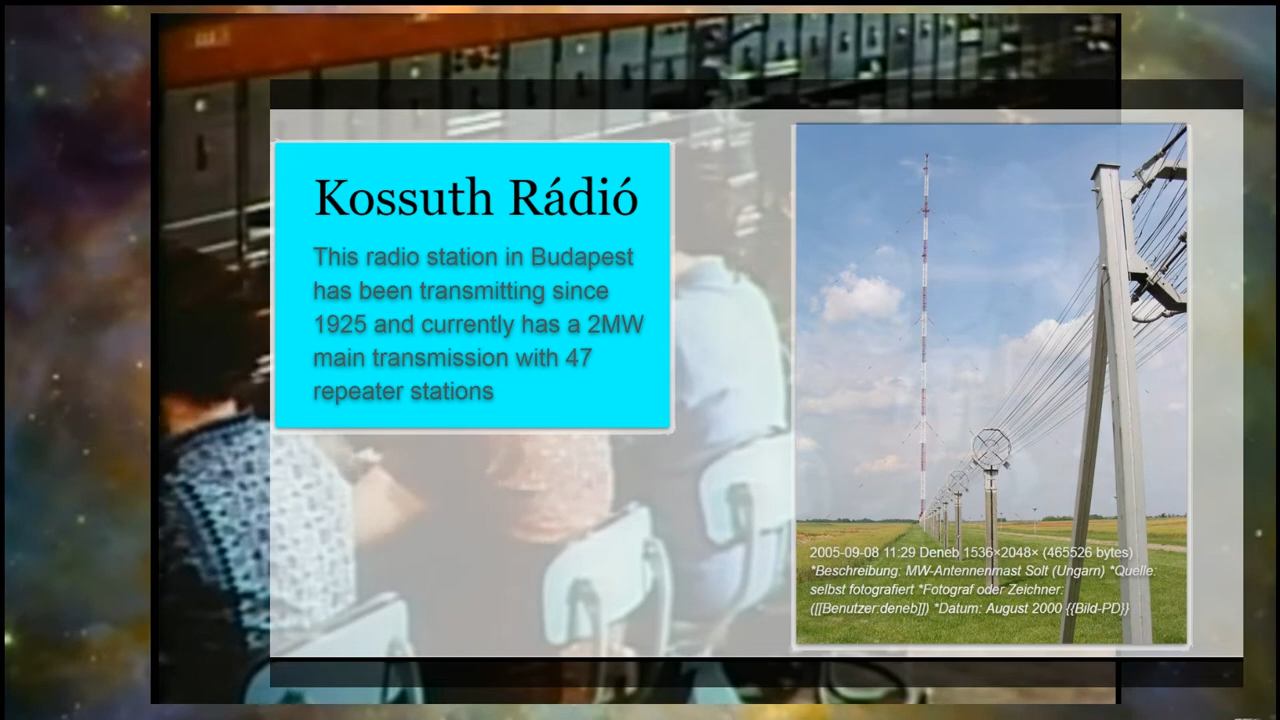 Kossuth Rádió
This radio station in Budapest
has been transmitting since
1925 and currently has a 2MW
main transmission with 47
repeater stations
2005-09-08 11:29 Deneb 1536×2048× (465526 bytes)
*Beschreibung: MW-Antennenmast Solt (Ungarn) *Quelle:
selbst fotografiert *Fotograf oder Zeichner:
([[Benutzer:deneb]]) *Datum: August 2000 {{Bild-PD}}